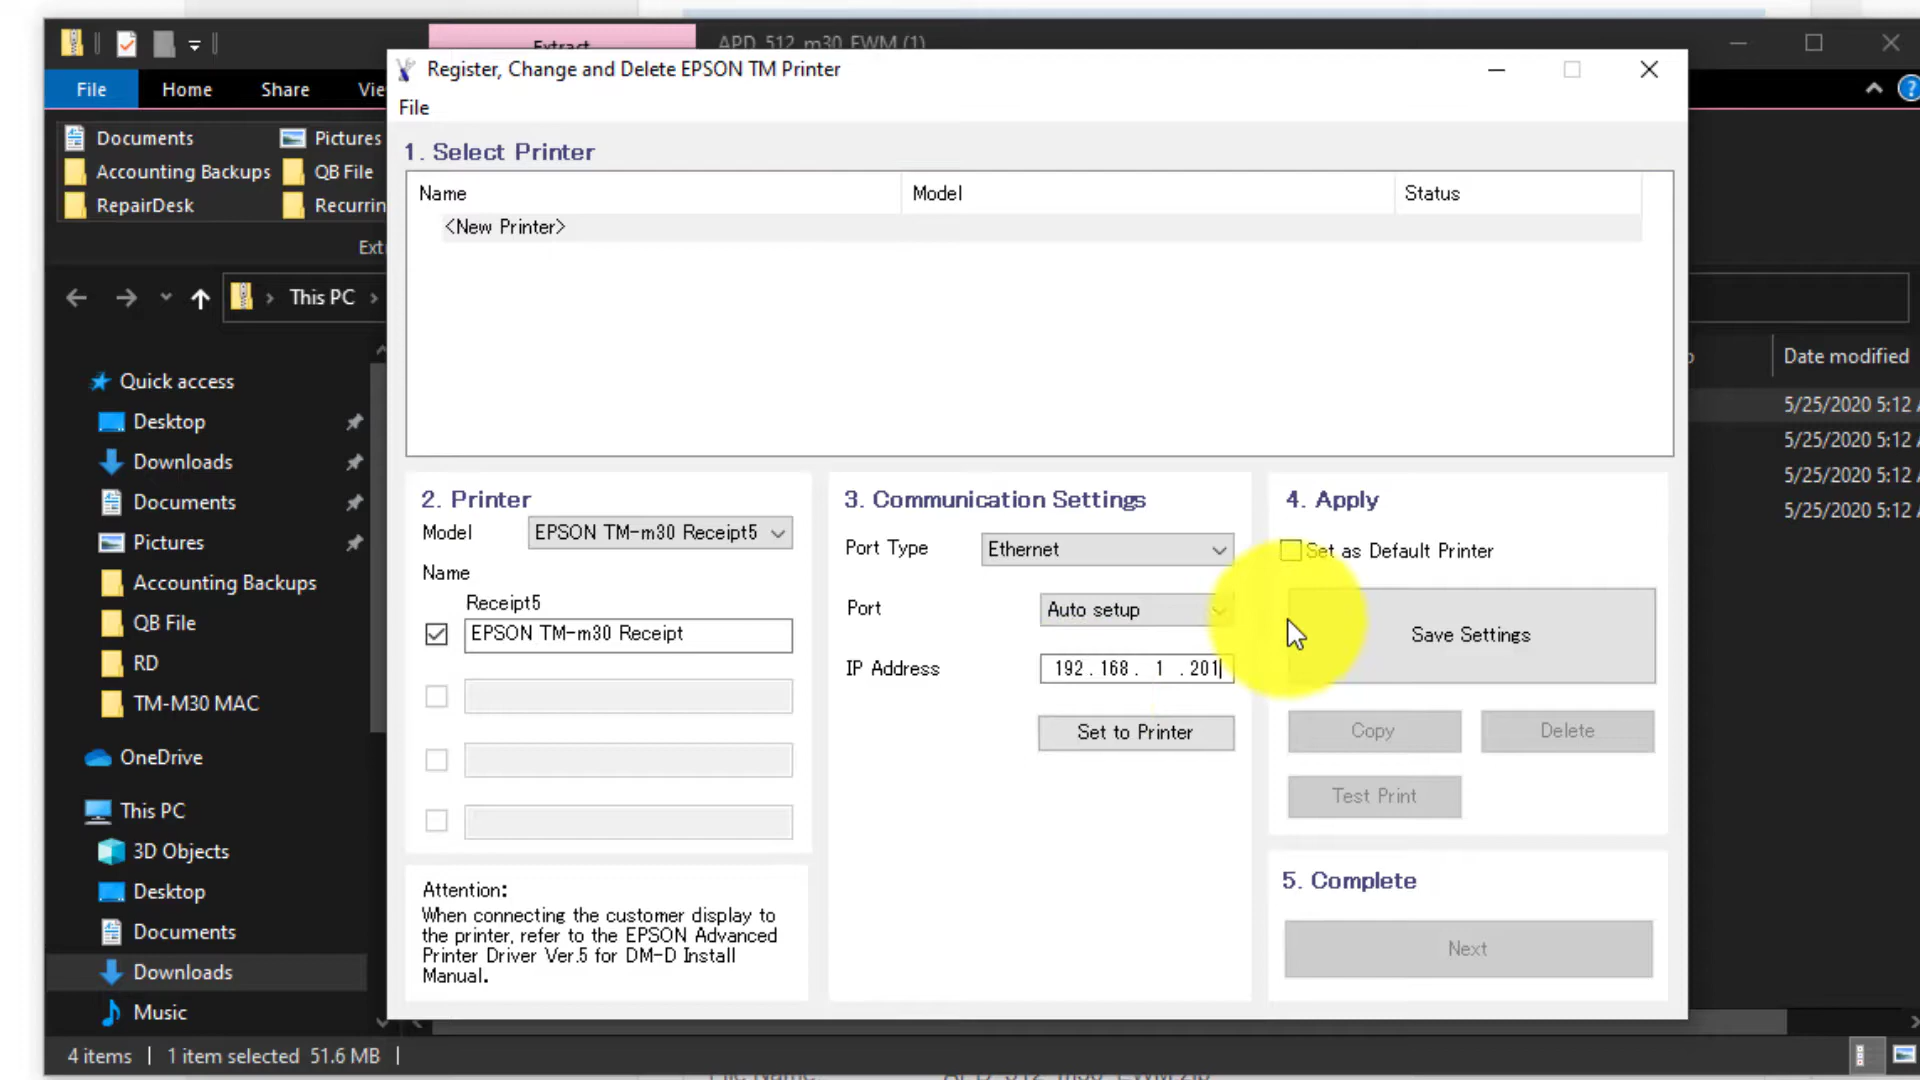 Extract
APD_512_m30_EWM (1)
File
Home
Share
Vie
Documents
Pictures
Accounting Backups
QB File
RepairDesk
Recurrin
Ext
This PC
Date modified
Quick access
Desktop
Downloads
Documents
Pictures
Accounting Backups
QB File
RD
TM-M30 MAC
OneDrive
This PC
3D Objects
Desktop
Documents
Downloads
Music
5/25/2020 5:12 A
5/25/2020 5:12 A
5/25/2020 5:12 A
5/25/2020 5:12 A
4 items
1 item selected 51.6 MB
Register, Change and Delete EPSON TM Printer
File
1. Select Printer
Name
Model
Status
<New Printer>
2. Printer
Model
EPSON TM-m30 Receipt5
Name
Receipt5
EPSON TM-m30 Receipt
Attention:
When connecting the customer display to
the printer, refer to the EPSON Advanced
Printer Driver Ver.5 for DM-D Install
Manual.
3. Communication Settings
Port Type
Ethernet
Port
Auto setup
IP Address
192 . 168 . 1 . 201
Set to Printer
4. Apply
Set as Default Printer
Save Settings
Copy
Delete
Test Print
5. Complete
Next